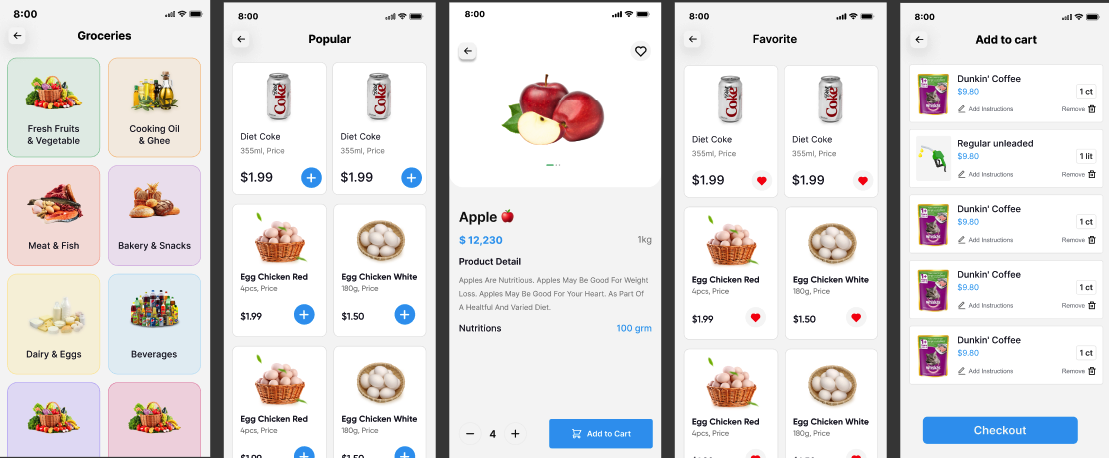 8:00
Groceries
Fresh Fruits
& Vegetable
Cooking Oil
& Ghee
Meat & Fish
Bakery & Snacks
Dairy & Eggs
Beverages
8:00
Popular
Diet Coke
355ml, Price
$1.99
Diet Coke
355ml, Price
$1.99
Egg Chicken Red
4pcs, Price
$1.99
Egg Chicken White
180g, Price
$1.50
Egg Chicken Red
4pcs, Price
$1.99
Egg Chicken White
180g, Price
$1.50
8:00
Apple
$ 12,230
1kg
Product Detail
Apples Are Nutritious. Apples May Be Good For Weight
Loss. Apples May Be Good For Your Heart. As Part Of
A Healtful And Varied Diet.
Nutritions
100 grm
4
Add to Cart
8:00
Favorite
Diet Coke
355ml, Price
$1.99
Diet Coke
355ml, Price
$1.99
Egg Chicken Red
4pcs, Price
$1.99
Egg Chicken White
180g, Price
$1.50
Egg Chicken Red
4pcs, Price
$1.99
Egg Chicken White
180g, Price
$1.50
8:00
Add to cart
Dunkin' Coffee
$9.80
1 ct
Add Instructions
Remove
Regular unleaded
$9.80
1 lit
Add Instructions
Remove
Dunkin' Coffee
$9.80
1 ct
Add Instructions
Remove
Dunkin' Coffee
$9.80
1 ct
Add Instructions
Remove
Dunkin' Coffee
$9.80
1 ct
Add Instructions
Remove
Checkout